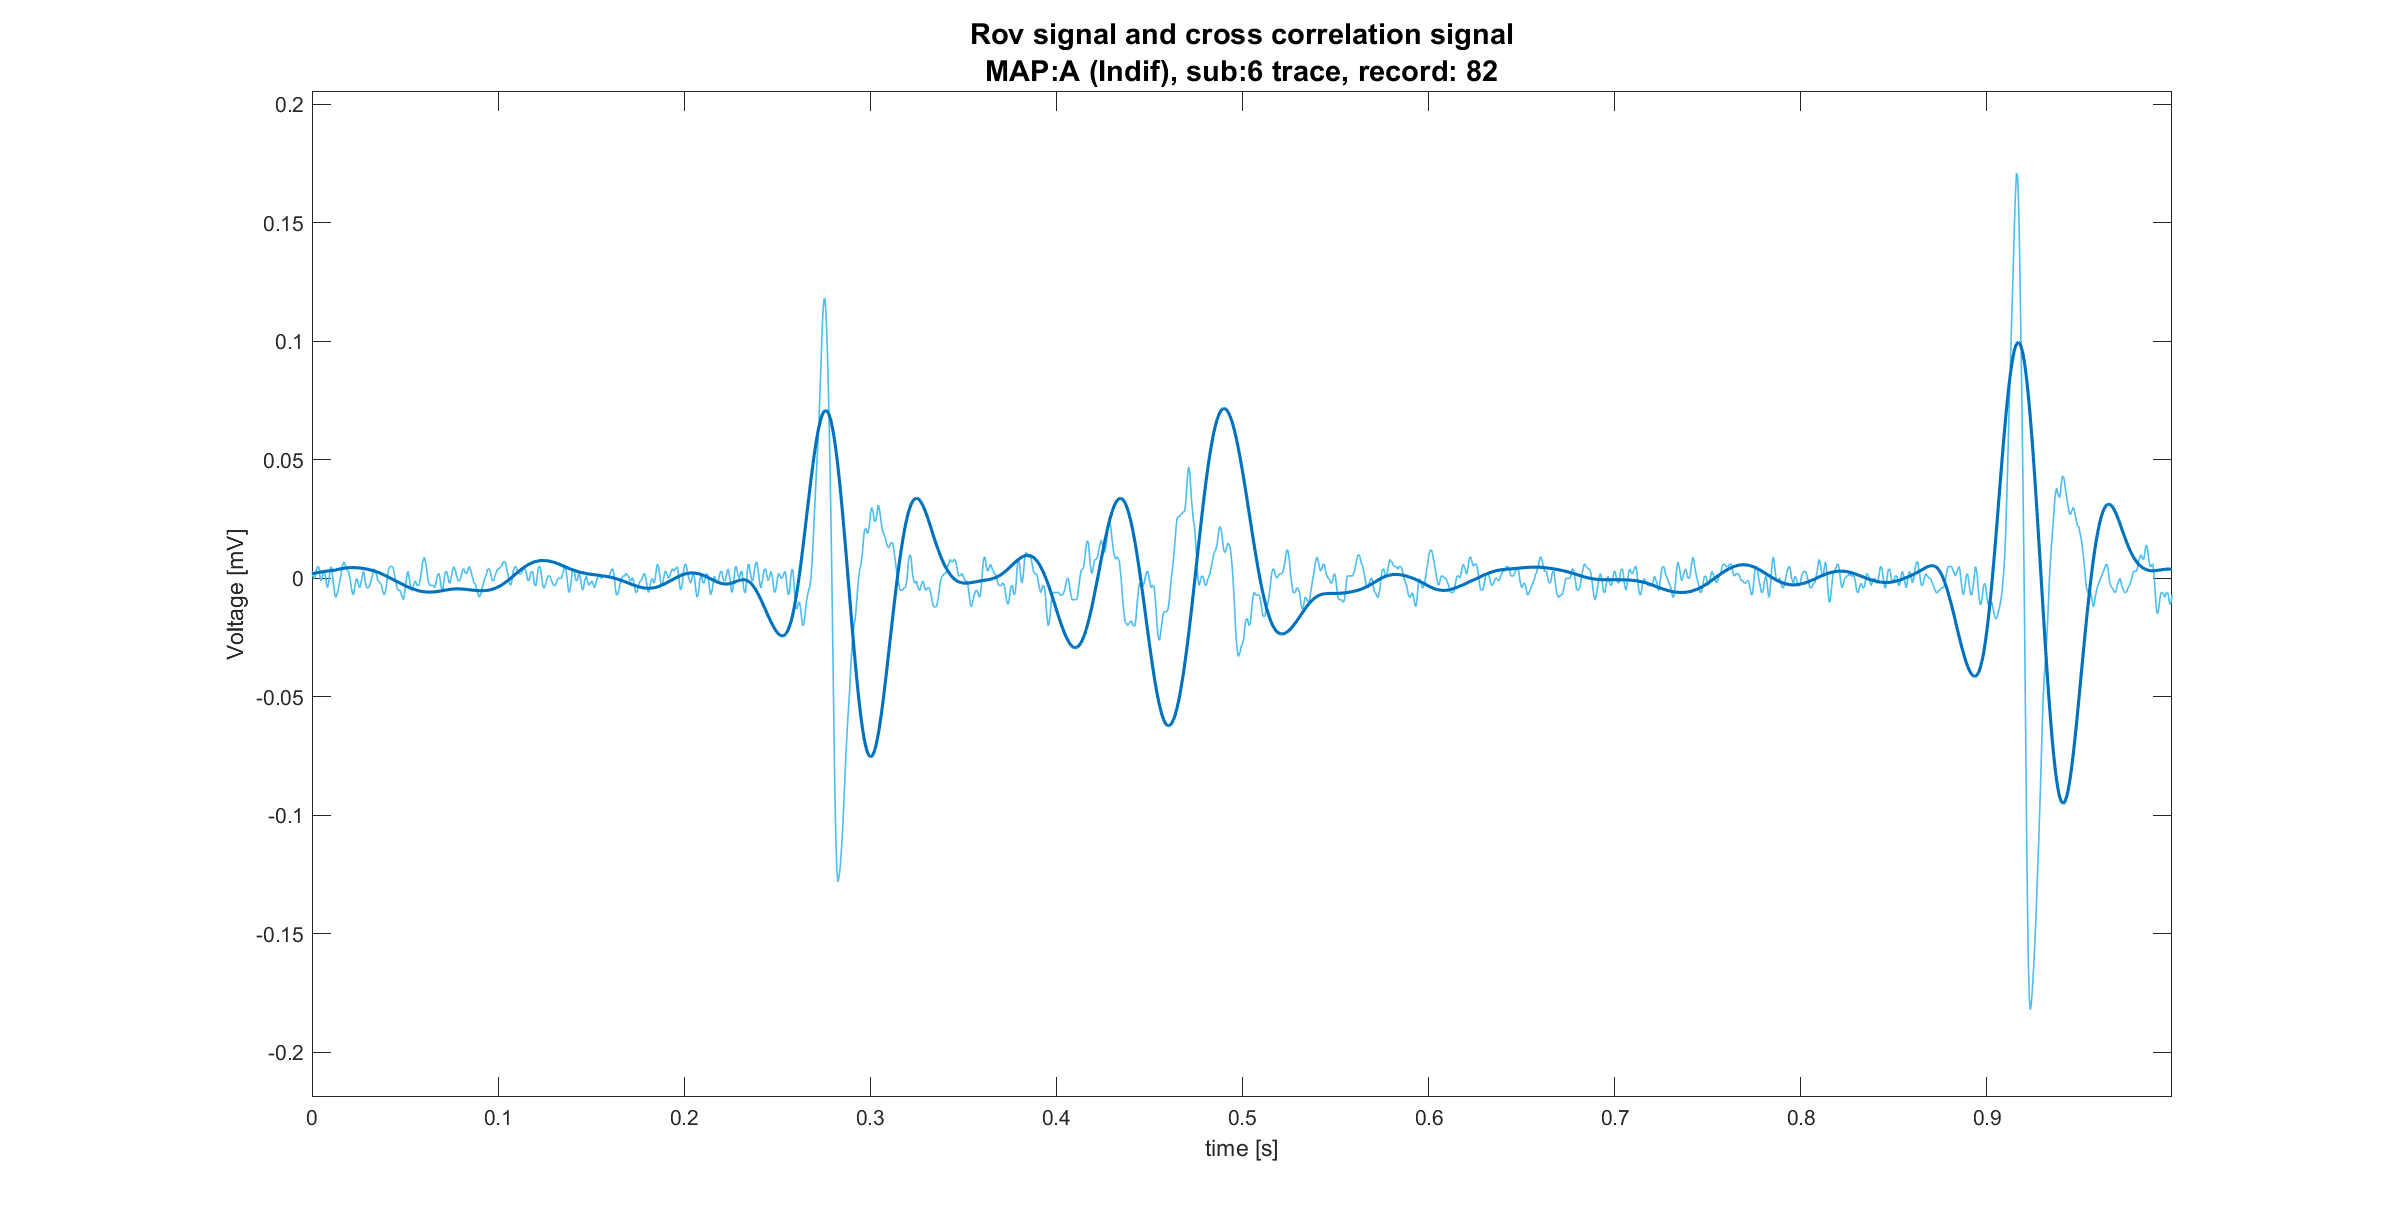 Rov signal and cross correlation signal
MAP:A (Indif), sub:6 trace, record: 82
0.2
0.15
0.1
0.05
0
-0.05
-0.1
-0.15
-0.2
Voltage [mV]
0 0.1 0.2 0.3 0.4 0.5 0.6 0.7 0.8 0.9
time [s]